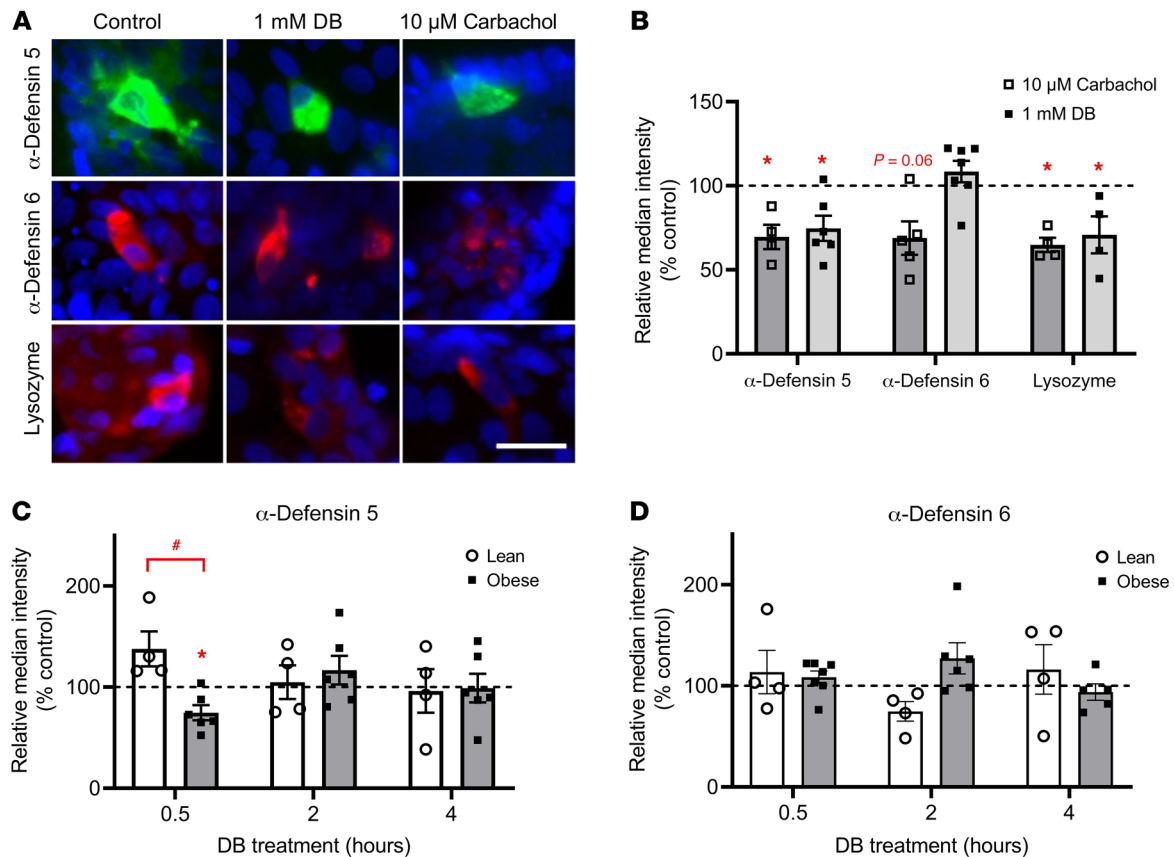 A
Control
1 mM DB
10 µM Carbachol
α-Defensin 5
α-Defensin 6
Lysozyme
B
10 µM Carbachol
1 mM DB
Relative median intensity
(% control)
150
100
50
0
*
*
P = 0.06
*
*
α-Defensin 5
α-Defensin 6
Lysozyme
C
α-Defensin 5
Lean
Obese
Relative median intensity
(% control)
200
100
0
#
*
0.5
2
4
DB treatment (hours)
D
α-Defensin 6
Lean
Obese
Relative median intensity
(% control)
200
100
0
0.5
2
4
DB treatment (hours)